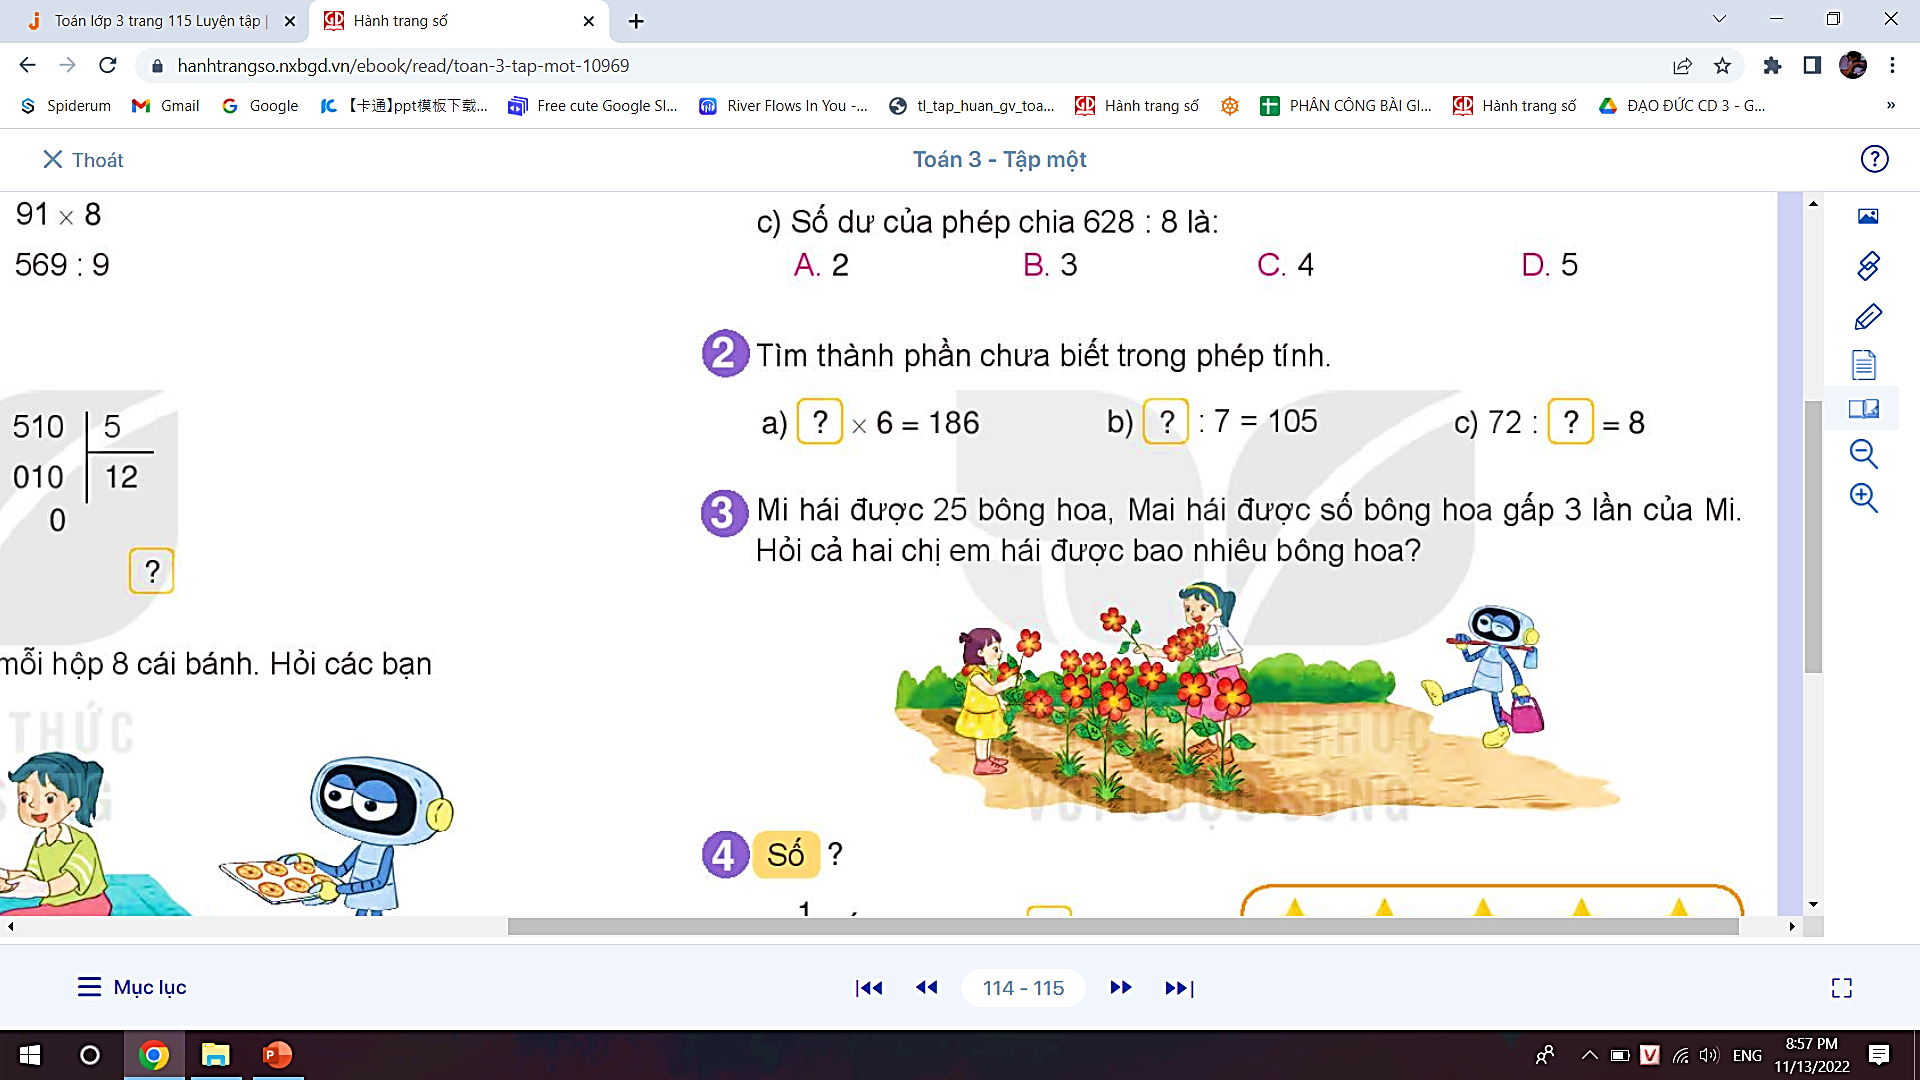 Toán lớp 3 trang 115 Luyện tập |
Hành trang số
hanhtrangso.nxbgd.vn/ebook/read/toan-3-tap-mot-10969
Spiderum
Gmail
Google
【卡通】ppt模板下载...
Free cute Google Sl...
River Flows In You -...
tl_tap_huan_gv_toa...
Hành trang số
PHÂN CÔNG BÀI GI...
Hành trang số
ĐẠO ĐỨC CD 3 - G...
»
Thoát
Toán 3 - Tập một
91 × 8
569 : 9
510 5
010 12
0
?
mỗi hộp 8 cái bánh. Hỏi các bạn
c) Số dư của phép chia 628 : 8 là:
A. 2 B. 3 C. 4 D. 5
2 Tìm thành phần chưa biết trong phép tính.
a) ? × 6 = 186 b) ? : 7 = 105 c) 72 : ? = 8
3 Mi hái được 25 bông hoa, Mai hái được số bông hoa gấp 3 lần của Mi.
Hỏi cả hai chị em hái được bao nhiêu bông hoa?
4 Số ?
1
Mục lục
114 - 115
ENG
8:57 PM
11/13/2022